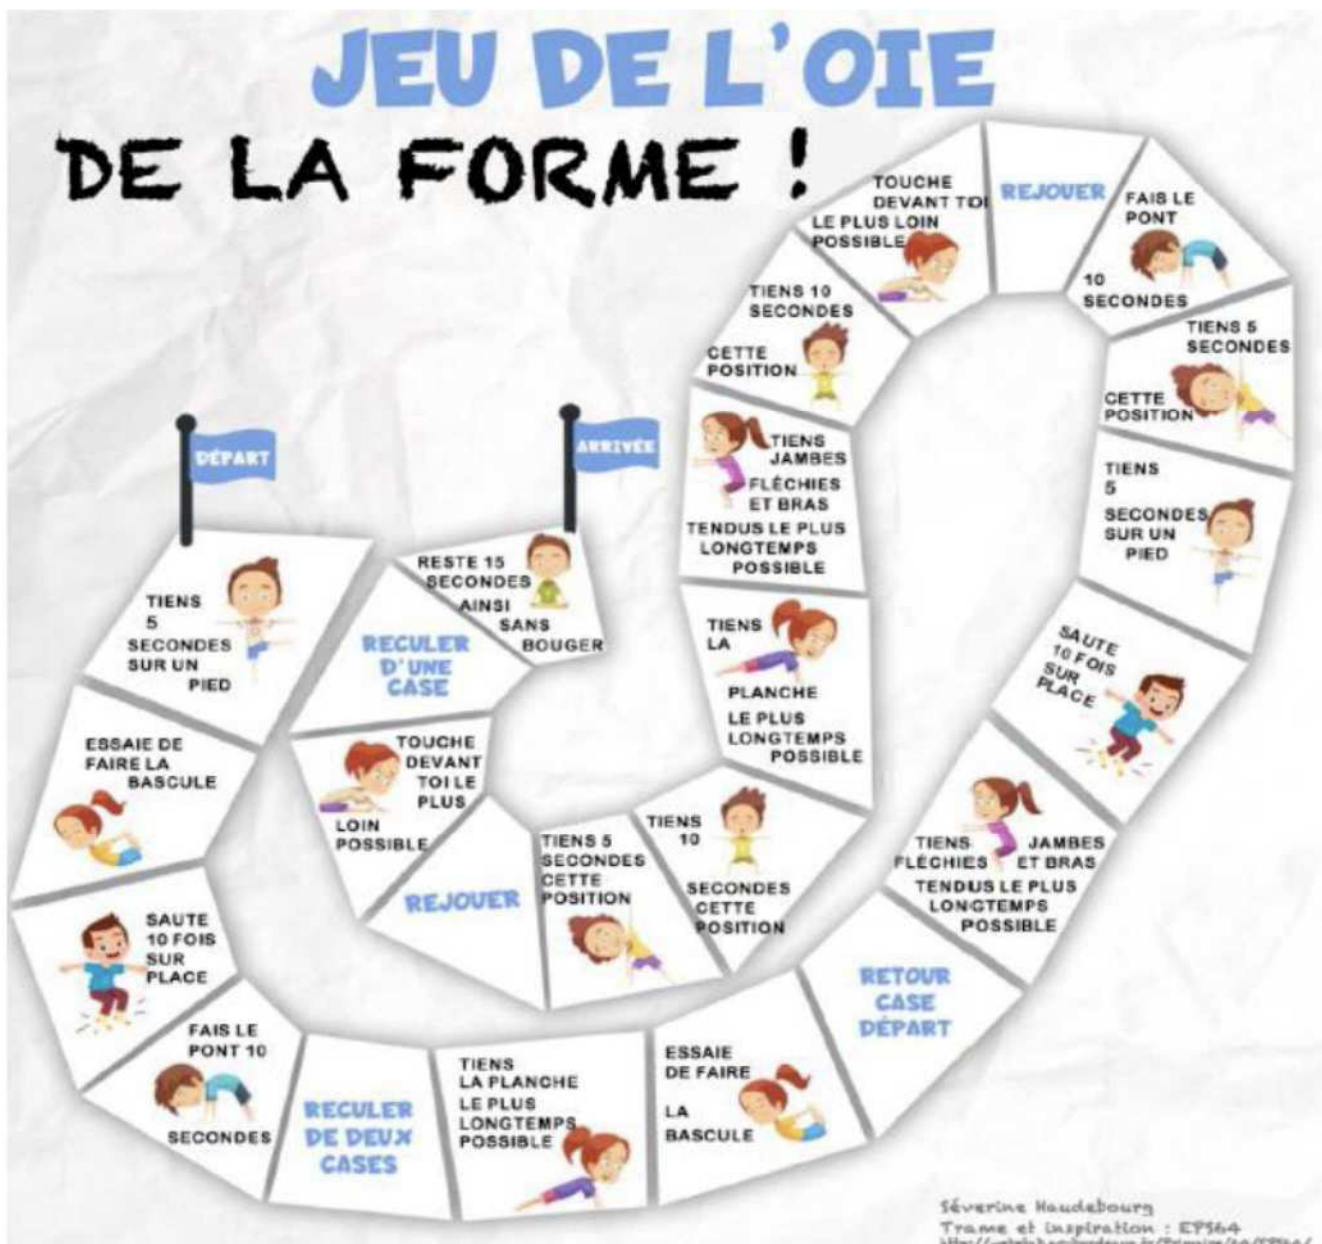 JEU DE L'OIE
DE LA FORME !
DÉPART
TIENS
5
SECONDES
SUR UN
PIED
ESSAIE DE
FAIRE LA
BASCULE
SAUTE
10 FOIS
SUR
PLACE
FAIS LE
PONT 10
SECONDES
RECULER
DE DEUX
CASES
TIENS
LA PLANCHE
LE PLUS
LONGTEMPS
POSSIBLE
ESSAIE
DE FAIRE
LA
BASCULE
RETOUR
CASE
DÉPART
TIENS JAMBES
FLÉCHIES ET BRAS
TENDUS LE PLUS
LONGTEMPS
POSSIBLE
SAUTE
10 FOIS
SUR
PLACE
TIENS
5
SECONDES
SUR UN
PIED
TIENS 5
SECONDES
CETTE
POSITION
FAIS LE
PONT
10
SECONDES
REJOUER
TOUCHE
DEVANT TOI
LE PLUS LOIN
POSSIBLE
TIENS 10
SECONDES
CETTE
POSITION
TIENS
JAMBES
FLÉCHIES
ET BRAS
TENDUS LE PLUS
LONGTEMPS
POSSIBLE
TIENS
LA
PLANCHE
LE PLUS
LONGTEMPS
POSSIBLE
TIENS
10
SECONDES
CETTE
POSITION
TIENS 5
SECONDES
CETTE
POSITION
REJOUER
TOUCHE
DEVANT
TOI LE
PLUS
LOIN
POSSIBLE
RECULER
D'UNE
CASE
RESTE 15
SECONDES
AINSI
SANS
BOUGER
ARRIVÉE
Séverine Haudebourg
Trame et inspiration : EPS64